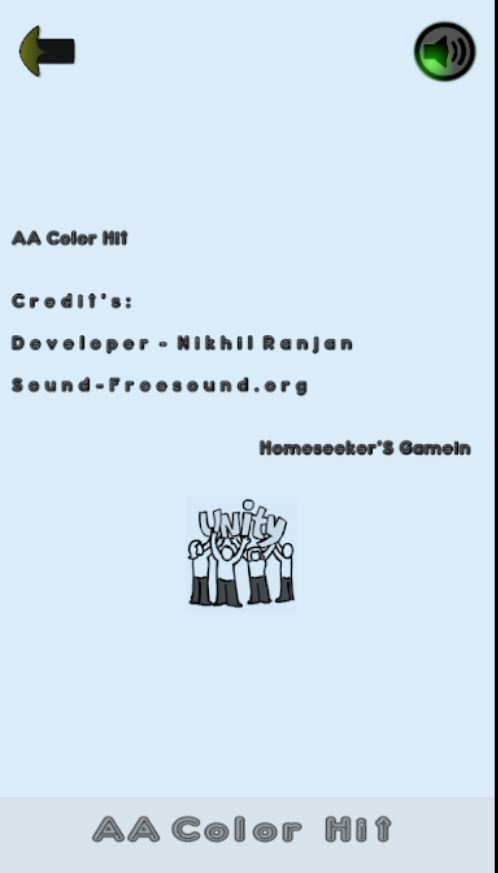 AA Color Hit
Credit's:
Developer - Nikhil Ranjan
Sound-Freesound.org
Homeseeker'S GameIn
unity
AA Color Hit